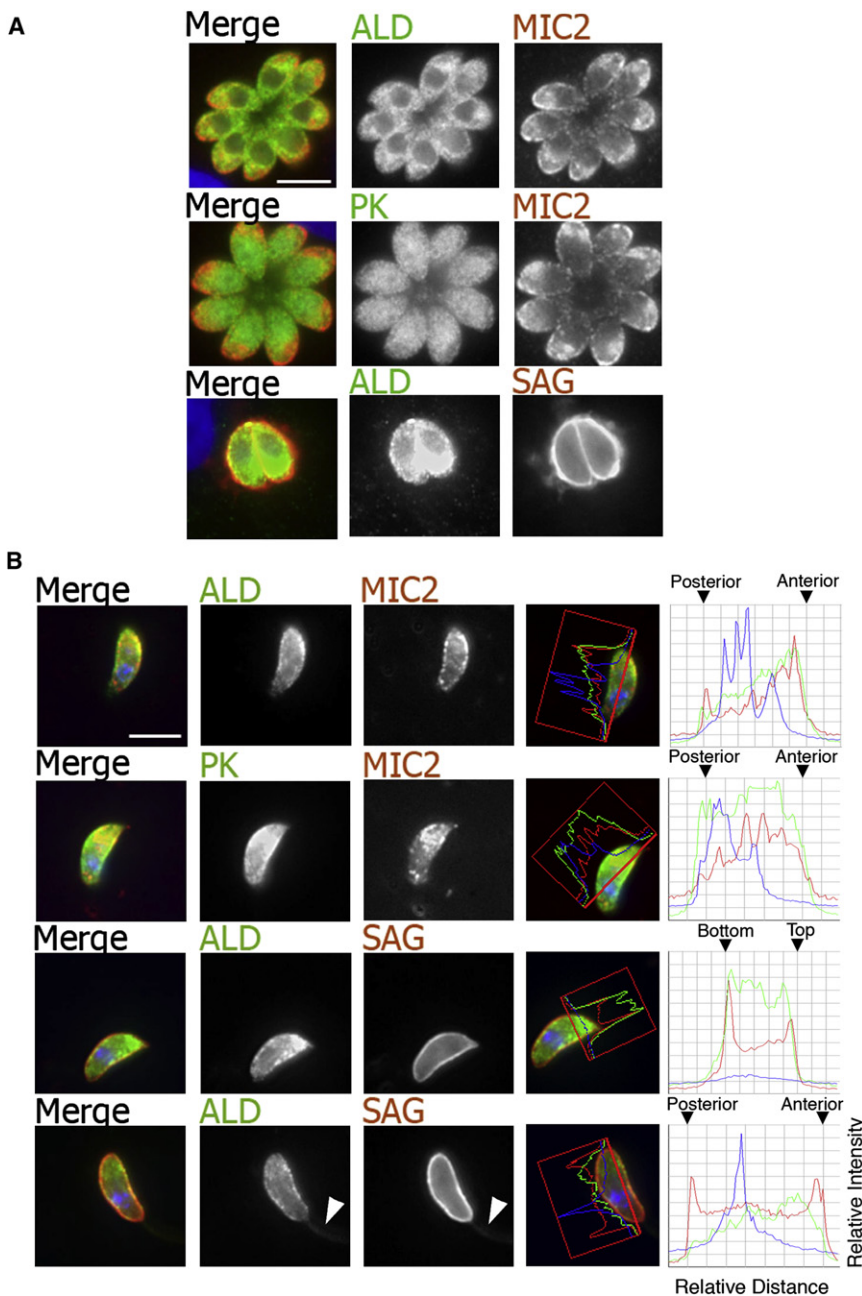 A
Merge ALD MIC2
Merge PK MIC2
Merge ALD SAG
B
Merge ALD MIC2 Posterior Anterior
Merge PK MIC2 Posterior Anterior
Merge ALD SAG Bottom Top
Merge ALD SAG Posterior Anterior
Relative Intensity
Relative Distance